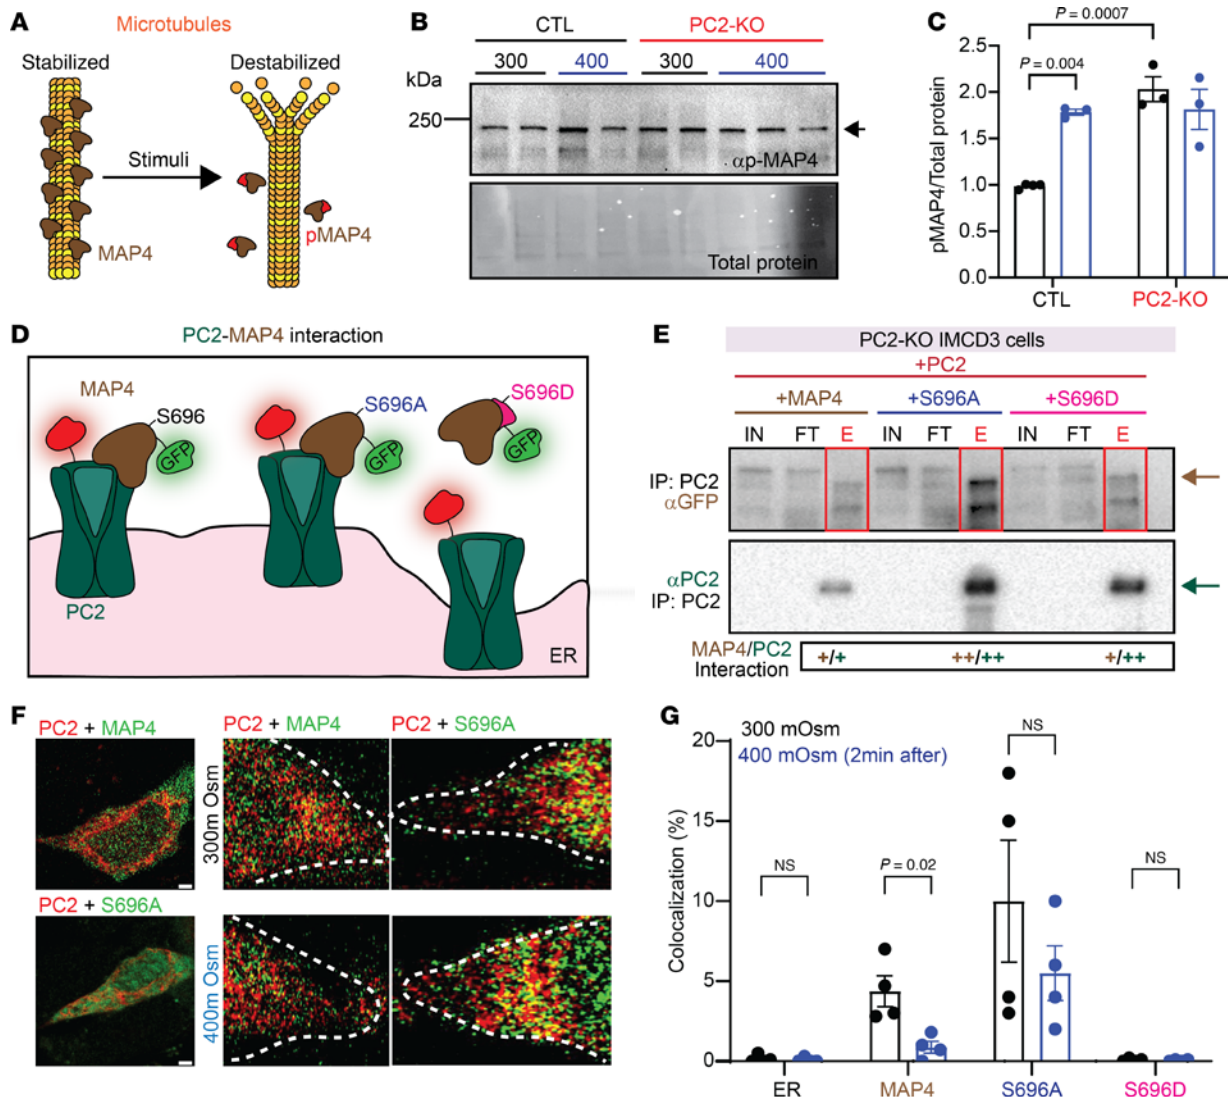 A
Microtubules
Stabilized
Destabilized
Stimuli
MAP4
pMAP4
B
CTL
PC2-KO
300
400
300
400
kDa
250
αp-MAP4
Total protein
C
P = 0.0007
P = 0.004
pMAP4/Total protein
2.5
2.0
1.5
1.0
0.5
0.0
CTL
PC2-KO
D
PC2-MAP4 interaction
MAP4
S696
S696A
S696D
GFP
GFP
GFP
PC2
ER
E
PC2-KO IMCD3 cells
+PC2
+MAP4
+S696A
+S696D
IN FT E IN FT E IN FT E
IP: PC2
αGFP
αPC2
IP: PC2
MAP4/PC2
Interaction
+/+
++/++
+/++
F
PC2 + MAP4
PC2 + MAP4
PC2 + S696A
300m Osm
PC2 + S696A
400m Osm
G
300 mOsm
400 mOsm (2min after)
Colocalization (%)
20
15
10
5
0
NS
P = 0.02
NS
NS
ER
MAP4
S696A
S696D